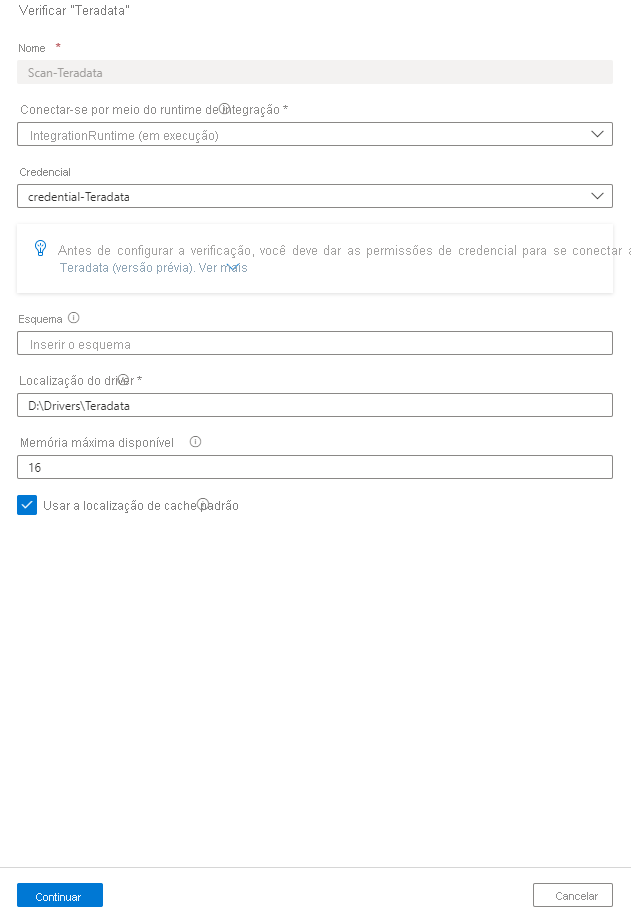 Verificar "Teradata"
Nome *
Scan-Teradata
Conectar-se por meio do runtime de integração *
IntegrationRuntime (em execução)
Credencial
credential-Teradata
Antes de configurar a verificação, você deve dar as permissões de credencial para se conectar a
Teradata (versão prévia). Ver mais
Esquema
Inserir o esquema
Localização do driver *
D:\Drivers\Teradata
Memória máxima disponível
16
Usar a localização de cache padrão
Continuar
Cancelar